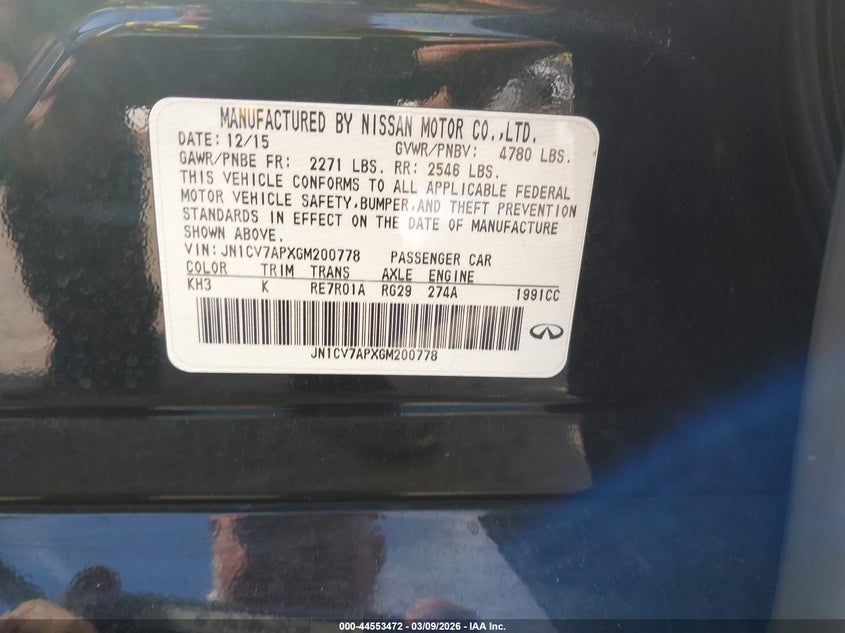 MANUFACTURED BY NISSAN MOTOR CO.,LTD.
DATE: 12/15 GVWR/PNBV: 4780 LBS.
GAWR/PNBE FR: 2271 LBS. RR: 2546 LBS.
THIS VEHICLE CONFORMS TO ALL APPLICABLE FEDERAL
MOTOR VEHICLE SAFETY,BUMPER,AND THEFT PREVENTION
STANDARDS IN EFFECT ON THE DATE OF MANUFACTURE
SHOWN ABOVE.
VIN: JN1CV7APXGM200778 PASSENGER CAR
COLOR TRIM TRANS AXLE ENGINE
KH3 K RE7R01A RG29 274A 1991CC
JN1CV7APXGM200778
000-44553472 — 03/09/2026 — IAA Inc.